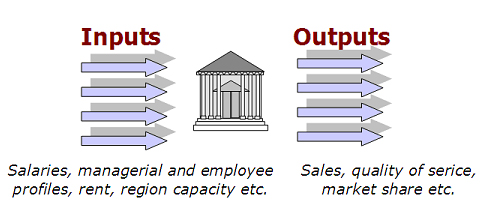 Inputs
Outputs
Salaries, managerial and employee
profiles, rent, region capacity etc.
Sales, quality of serice,
market share etc.